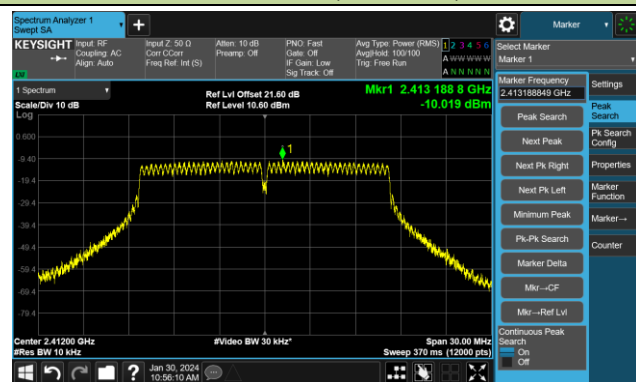 Spectrum Analyzer 1
Swept SA
Marker
KEYSIGHT
Input: RF
Coupling: AC
Align: Auto
Input Z: 50 Ω
Corr CCorr
Freq Ref: Int (S)
Atten: 10 dB
Preamp: Off
PNO: Fast
Gate: Off
IF Gain: Low
Sig Track: Off
Avg Type: Power (RMS)
Avg|Hold: 100/100
Trig: Free Run
1 2 3 4 5 6
A W W W W W
A N N N N N
LW
1 Spectrum
Scale/Div 10 dB
Log
Ref Lvl Offset 21.60 dB
Ref Level 10.60 dBm
Mkr1 2.413 188 8 GHz
-10.019 dBm
0.600
-9.40
-19.4
-29.4
-39.4
-49.4
-59.4
-69.4
-79.4
1
Center 2.41200 GHz
#Res BW 10 kHz
#Video BW 30 kHz*
Span 30.00 MHz
Sweep 370 ms (12000 pts)
Select Marker
Marker 1
Marker Frequency
2.413188849 GHz
Peak Search
Next Peak
Next Pk Right
Next Pk Left
Minimum Peak
Pk-Pk Search
Marker Delta
Mkr→CF
Mkr→Ref Lvl
Continuous Peak
Search
On
Off
Settings
Peak
Search
Pk Search
Config
Properties
Marker
Function
Marker→
Counter
?
Jan 30, 2024
10:56:10 AM